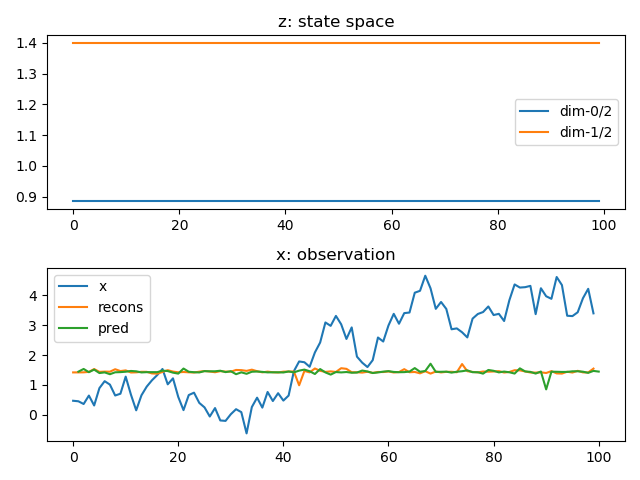 z: state space
1.4
1.3
1.2
1.1
1.0
0.9
dim-0/2
dim-1/2
0 20 40 60 80 100
x: observation
4
3
2
1
0
x
recons
pred
0 20 40 60 80 100